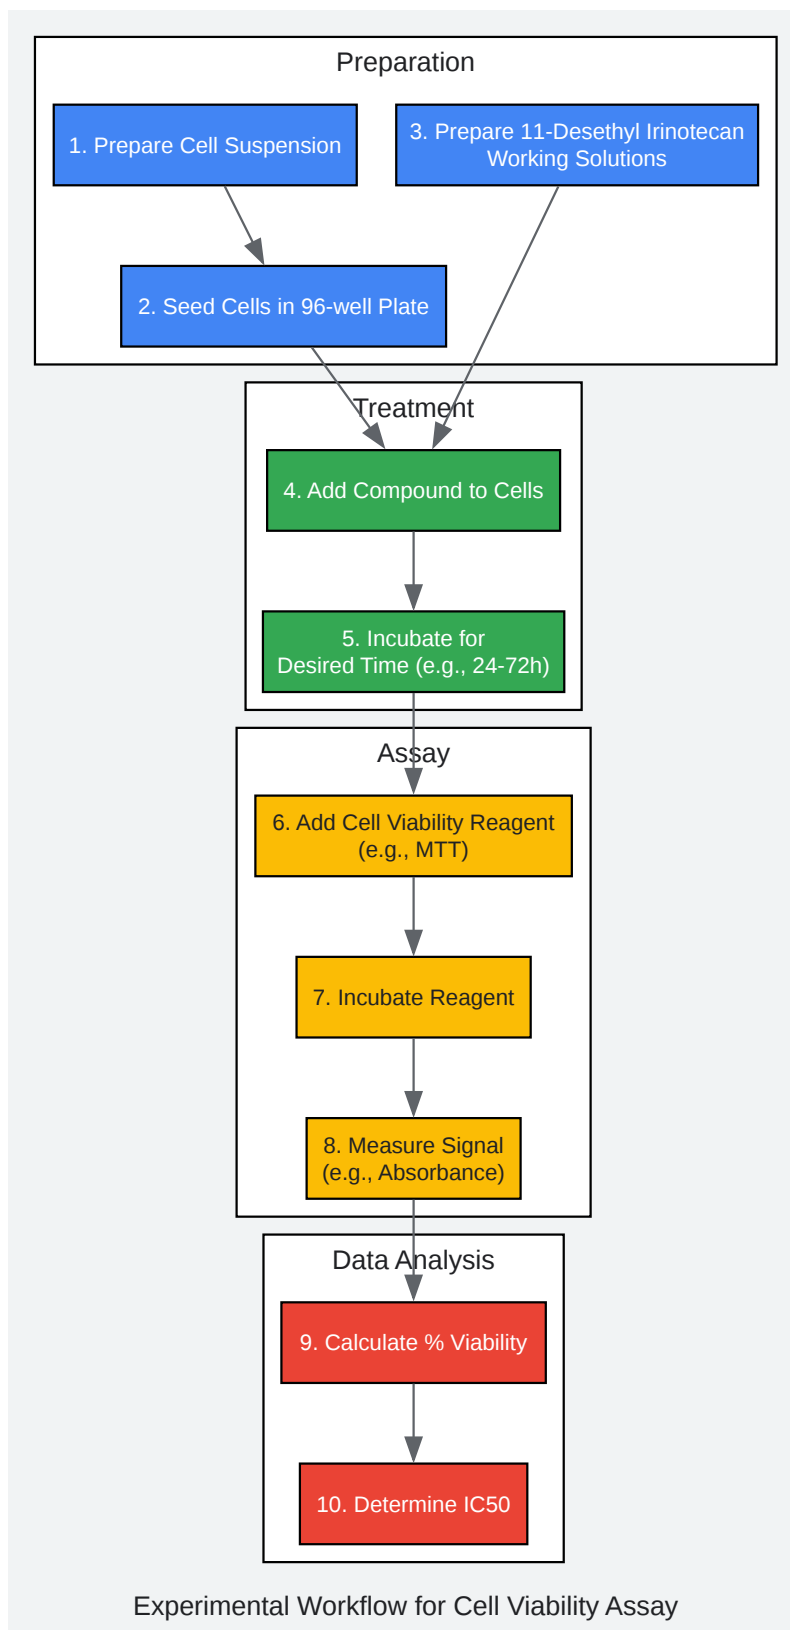 Preparation
1. Prepare Cell Suspension
3. Prepare 11-Desethyl Irinotecan
Working Solutions
2. Seed Cells in 96-well Plate
Treatment
4. Add Compound to Cells
5. Incubate for
Desired Time (e.g., 24-72h)
Assay
6. Add Cell Viability Reagent
(e.g., MTT)
7. Incubate Reagent
8. Measure Signal
(e.g., Absorbance)
Data Analysis
9. Calculate % Viability
10. Determine IC50
Experimental Workflow for Cell Viability Assay